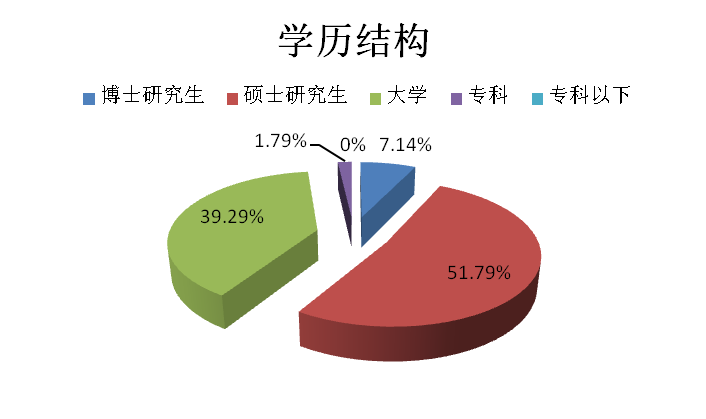 学历结构
博士研究生 硕士研究生 大学 专科 专科以下
1.79% 0% 7.14%
39.29%
51.79%